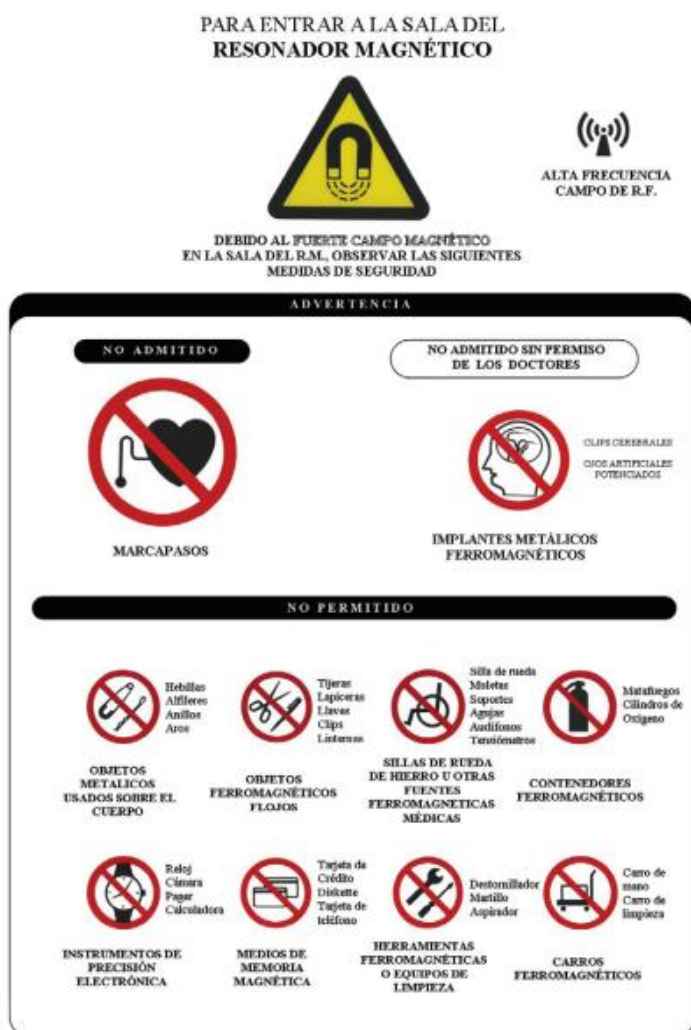 PARA ENTRAR A LA SALA DEL
RESONADOR MAGNÉTICO
ALTA FRECUENCIA
CAMPO DE R.F.
DEBIDO AL FUERTE CAMPO MAGNÉTICO
EN LA SALA DEL R.M., OBSERVAR LAS SIGUIENTES
MEDIDAS DE SEGURIDAD
ADVERTENCIA
NO ADMITIDO
MARCAPASOS
NO ADMITIDO SIN PERMISO
DE LOS DOCTORES
CLIPS CEREBRALES
OJOS ARTIFICIALES
POTENCIADOS
IMPLANTES METÀLICOS
FERROMAGNÉTICOS
NO PERMITIDO
Hebillas
Alfileres
Anillos
Aros
OBJETOS
METALICOS
USADOS SOBRE EL
CUERPO
Tijeras
Lapiceras
Llaves
Clips
Linternas
OBJETOS
FERROMAGNÉTICOS
FLOJOS
Silla de rueda
Muletas
Soportes
Agujas
Audífonos
Tensiómetros
SILLAS DE RUEDA
DE HIERRO U OTRAS
FUENTES
FERROMAGNETICAS
MÉDICAS
Matafuegos
Cilindros de
Oxígeno
CONTENEDORES
FERROMAGNÉTICOS
Reloj
Cámara
Pager
Calculadora
INSTRUMENTOS DE
PRECISIÓN
ELECTRÓNICA
Tarjeta de
Crédito
Diskette
Tarjeta de
teléfono
MEDIOS DE
MEMORIA
MAGNÉTICA
Destornillador
Martillo
Aspirador
HERRAMIENTAS
FERROMAGNÉTICAS
O EQUIPOS DE
LIMPIEZA
Carro de
mano
Carro de
limpieza
CARROS
FERROMAGNÉTICOS